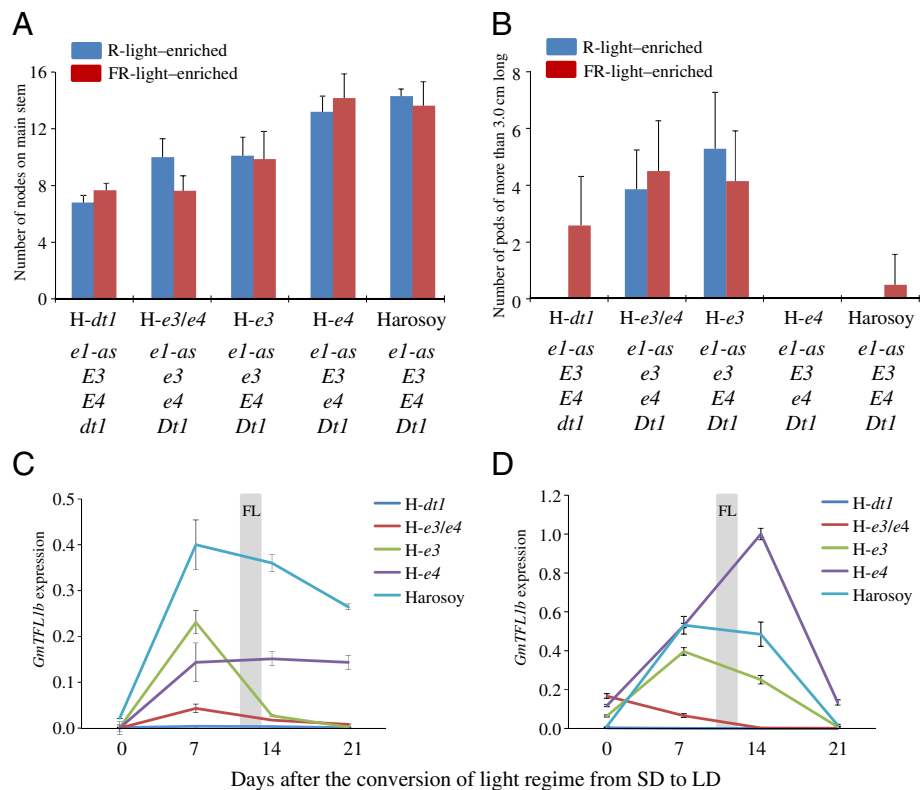 A
R-light–enriched
FR-light–enriched
Number of nodes on main stem
16
12
8
4
0
H-dt1 H-e3/e4 H-e3 H-e4 Harosoy
e1-as e1-as e1-as e1-as e1-as
E3 e3 e3 E3 E3
E4 e4 E4 e4 E4
dt1 Dt1 Dt1 Dt1 Dt1
B
R-light–enriched
FR-light–enriched
Number of pods of more than 3.0 cm long
8
6
4
2
0
H-dt1 H-e3/e4 H-e3 H-e4 Harosoy
e1-as e1-as e1-as e1-as e1-as
E3 e3 e3 E3 E3
E4 e4 E4 e4 E4
dt1 Dt1 Dt1 Dt1 Dt1
C
GmTFL1b expression
0.5
0.4
0.3
0.2
0.1
0.0
FL
H-dt1
H-e3/e4
H-e3
H-e4
Harosoy
0 7 14 21
D
GmTFL1b expression
1.2
1.0
0.8
0.6
0.4
0.2
0.0
FL
H-dt1
H-e3/e4
H-e3
H-e4
Harosoy
0 7 14 21
Days after the conversion of light regime from SD to LD